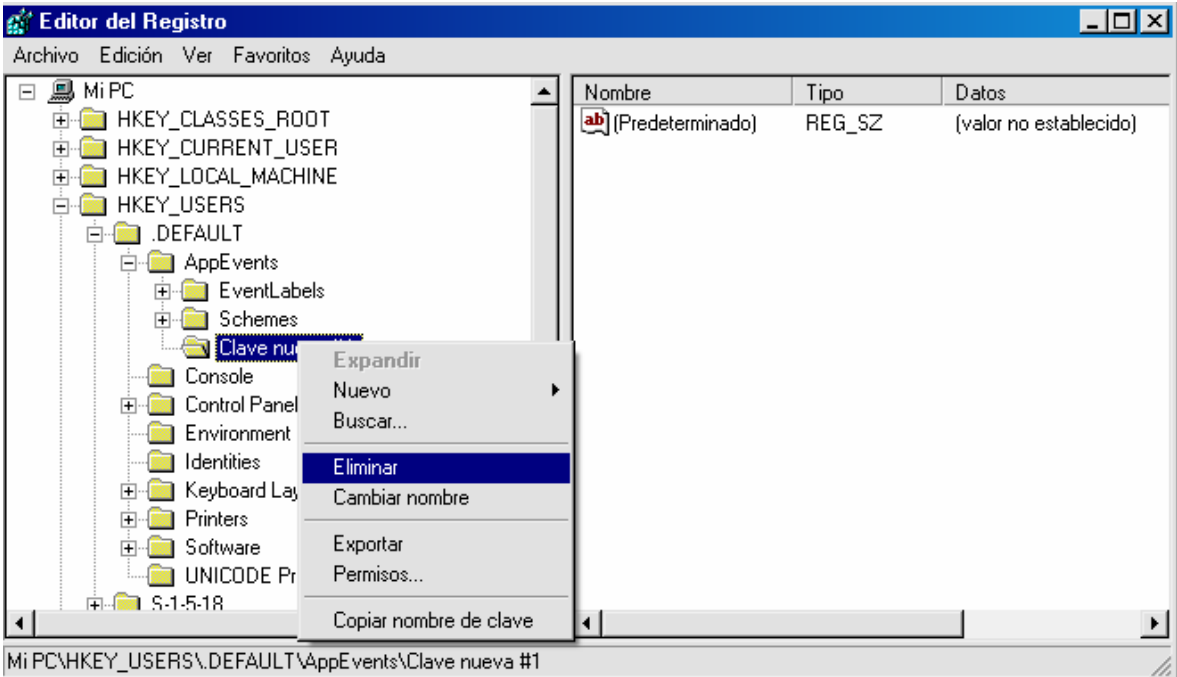 Editor del Registro
Archivo Edición Ver Favoritos Ayuda
Mi PC
HKEY_CLASSES_ROOT
HKEY_CURRENT_USER
HKEY_LOCAL_MACHINE
HKEY_USERS
.DEFAULT
AppEvents
EventLabels
Schemes
Clave
Console
Control Panel
Environment
Identities
Keyboard
Printers
Software
UNICODE
S-1-5-18
Nombre Tipo Datos
ab (Predeterminado) REG_SZ (valor no establecido)
Expandir
Nuevo
Buscar...
Eliminar
Cambiar nombre
Exportar
Permisos...
Copiar nombre de clave
Mi PC\HKEY_USERS\.DEFAULT\AppEvents\Clave nueva #1